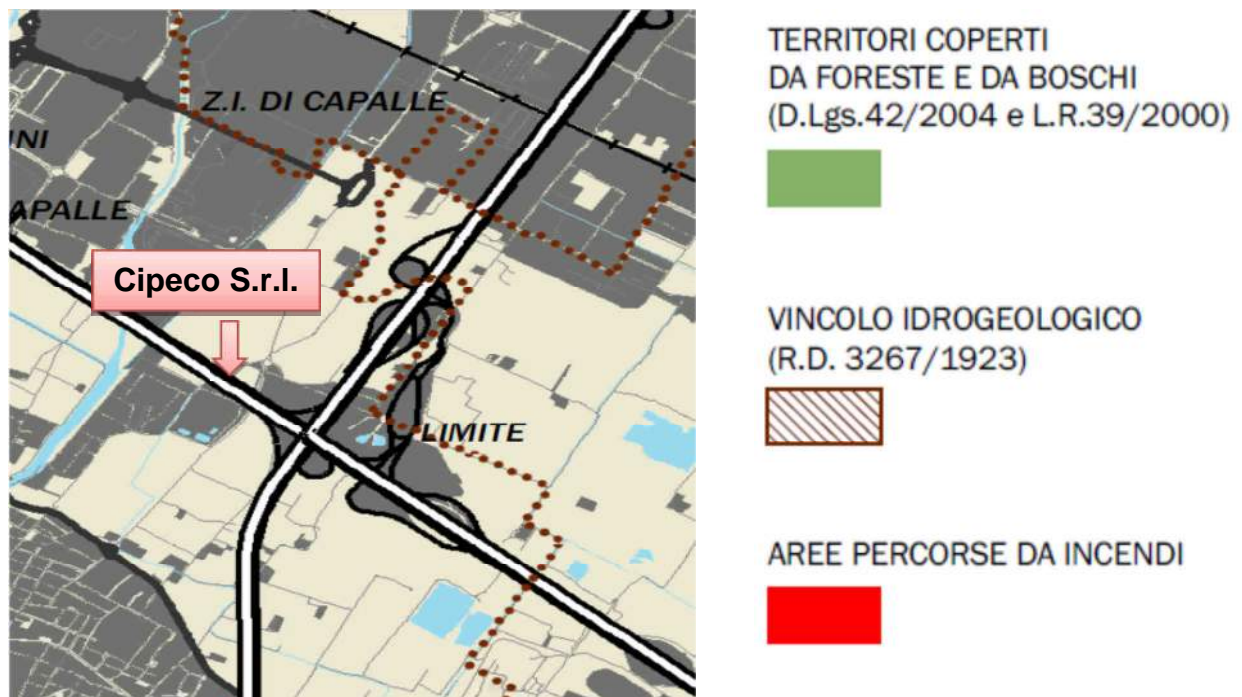 Z.I. DI CAPALLE
NI
APALLE
Cipeco S.r.l.
LIMITE
TERRITORI COPERTI
DA FORESTE E DA BOSCHI
(D.Lgs.42/2004 e L.R.39/2000)
VINCOLO IDROGEOLOGICO
(R.D. 3267/1923)
AREE PERCORSE DA INCENDI